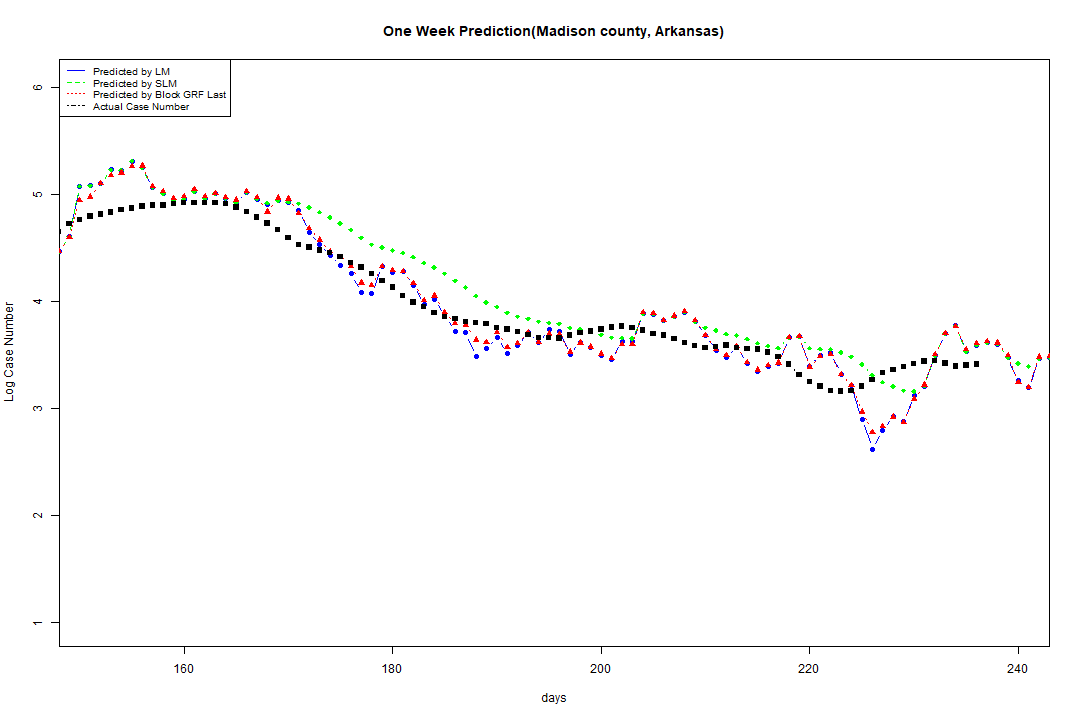 One Week Prediction(Madison county, Arkansas)
Predicted by LM
Predicted by SLM
Predicted by Block GRF Last
Actual Case Number
6
5
4
3
2
1
Log Case Number
160 180 200 220 240
days